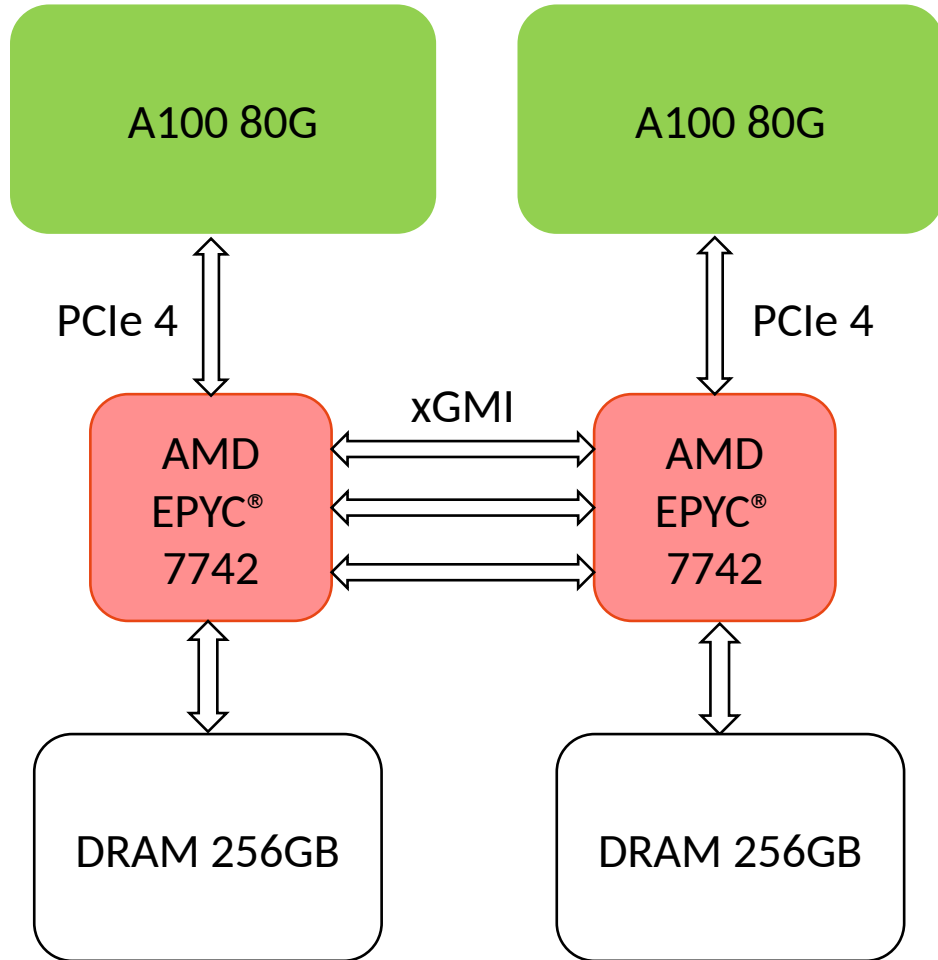 A100 80G
A100 80G
PCIe 4
PCIe 4
xGMI
AMD
EPYC®
7742
AMD
EPYC®
7742
DRAM 256GB
DRAM 256GB